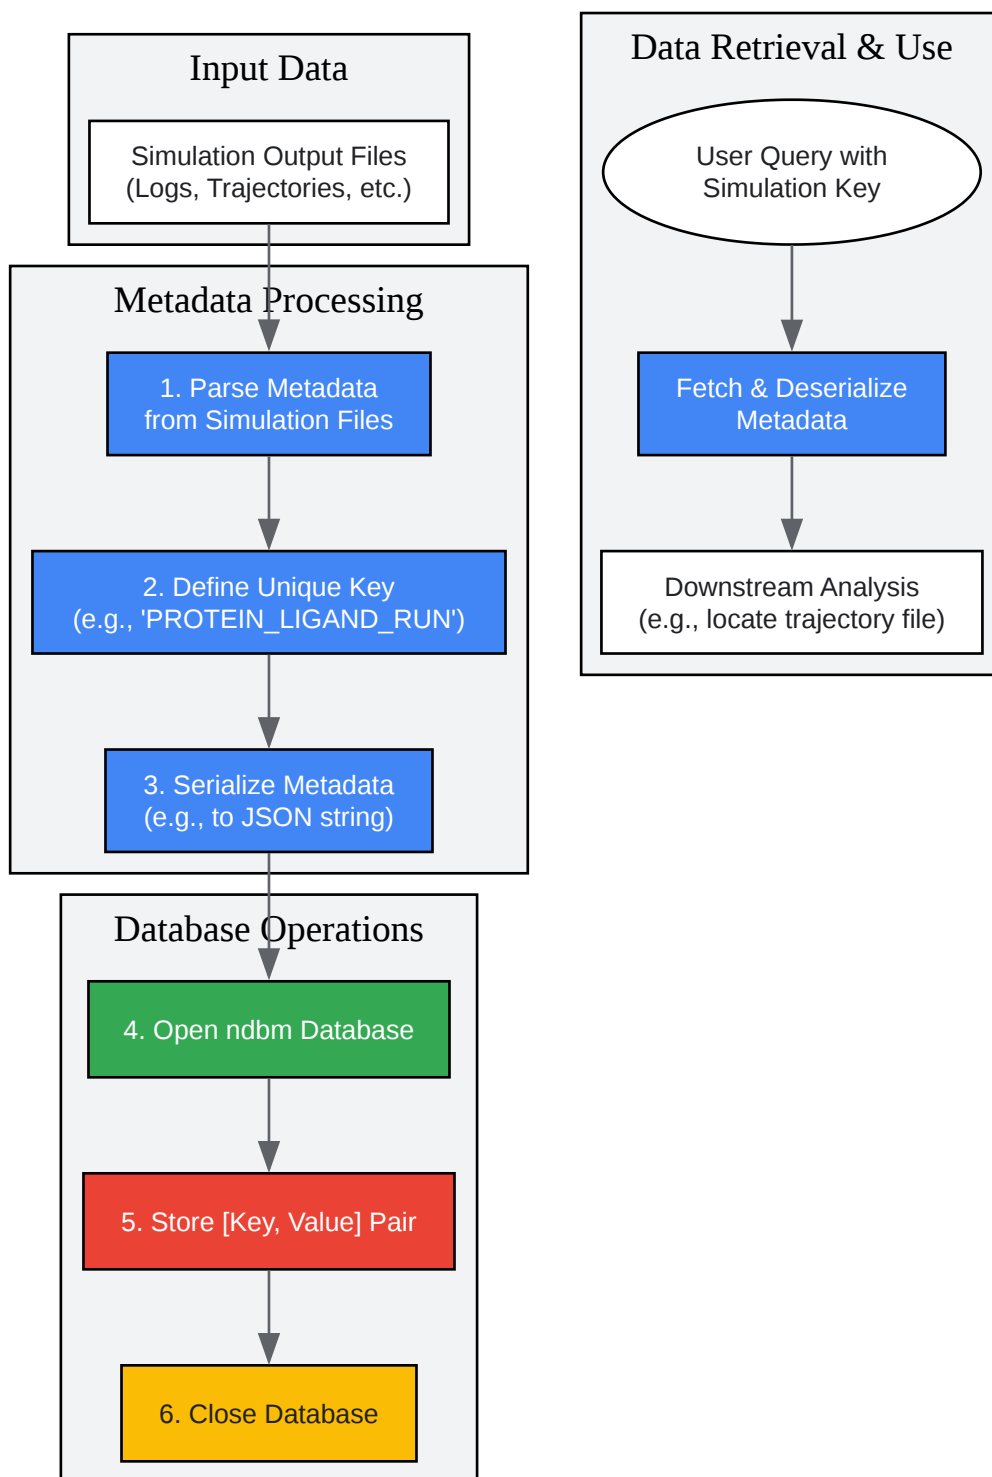 Input Data
Simulation Output Files
(Logs, Trajectories, etc.)
Metadata Processing
1. Parse Metadata
from Simulation Files
2. Define Unique Key
(e.g., 'PROTEIN_LIGAND_RUN')
3. Serialize Metadata
(e.g., to JSON string)
Database Operations
4. Open ndbm Database
5. Store [Key, Value] Pair
6. Close Database
Data Retrieval & Use
User Query with
Simulation Key
Fetch & Deserialize
Metadata
Downstream Analysis
(e.g., locate trajectory file)